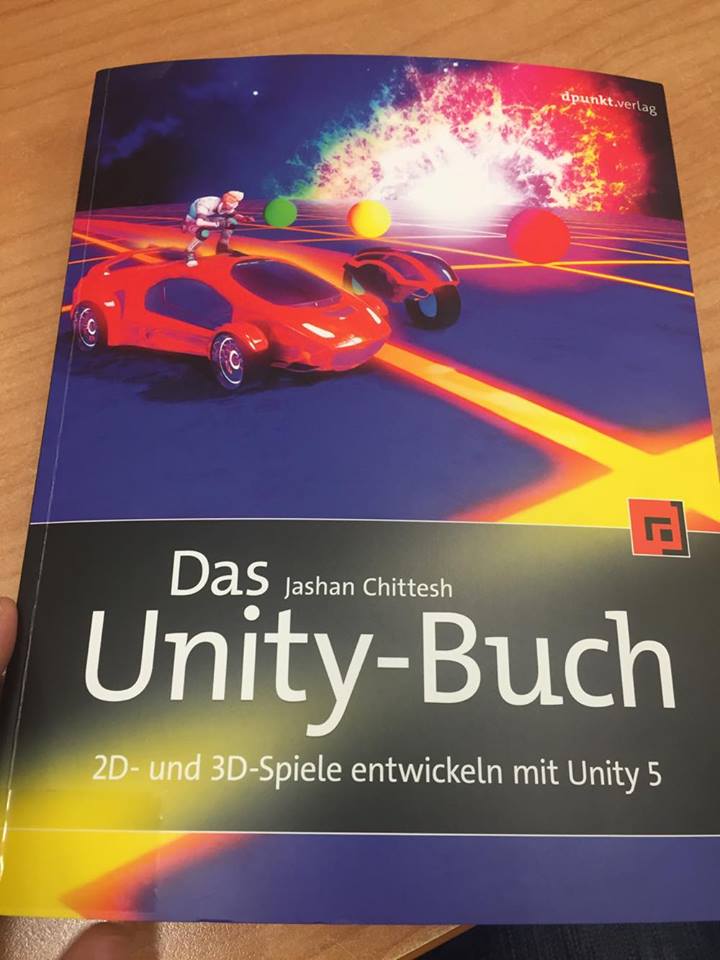 dpunkt.verlag
Das Jashan Chittesh
Unity-Buch
2D- und 3D-Spiele entwickeln mit Unity 5